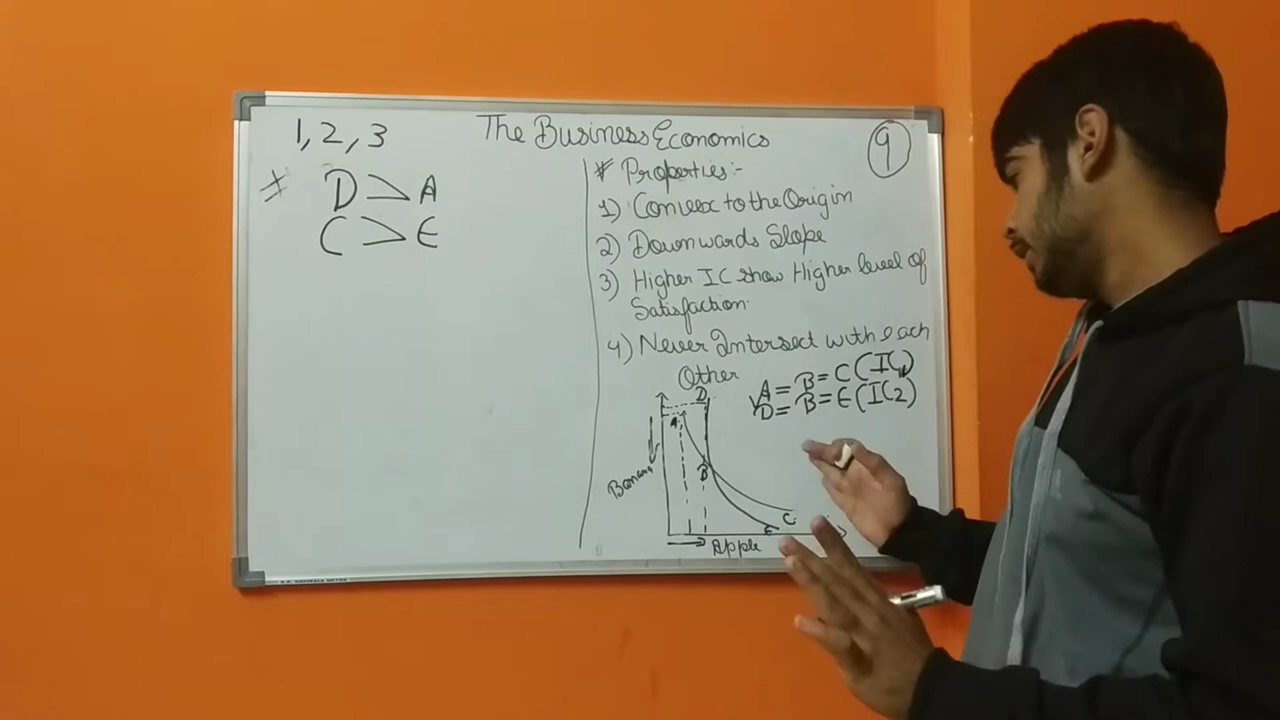 1, 2, 3
The Business Economics
9
D > A
C > E
# Properties:-
1) Convex to the Origin
2) Downwards Slope
3) Higher IC show Higher level of
Satisfaction.
4) Never Intersect with each
Other
A = B = C (IC1)
D = B = E (IC2)
D
A
B
C
E
Banana
Apple